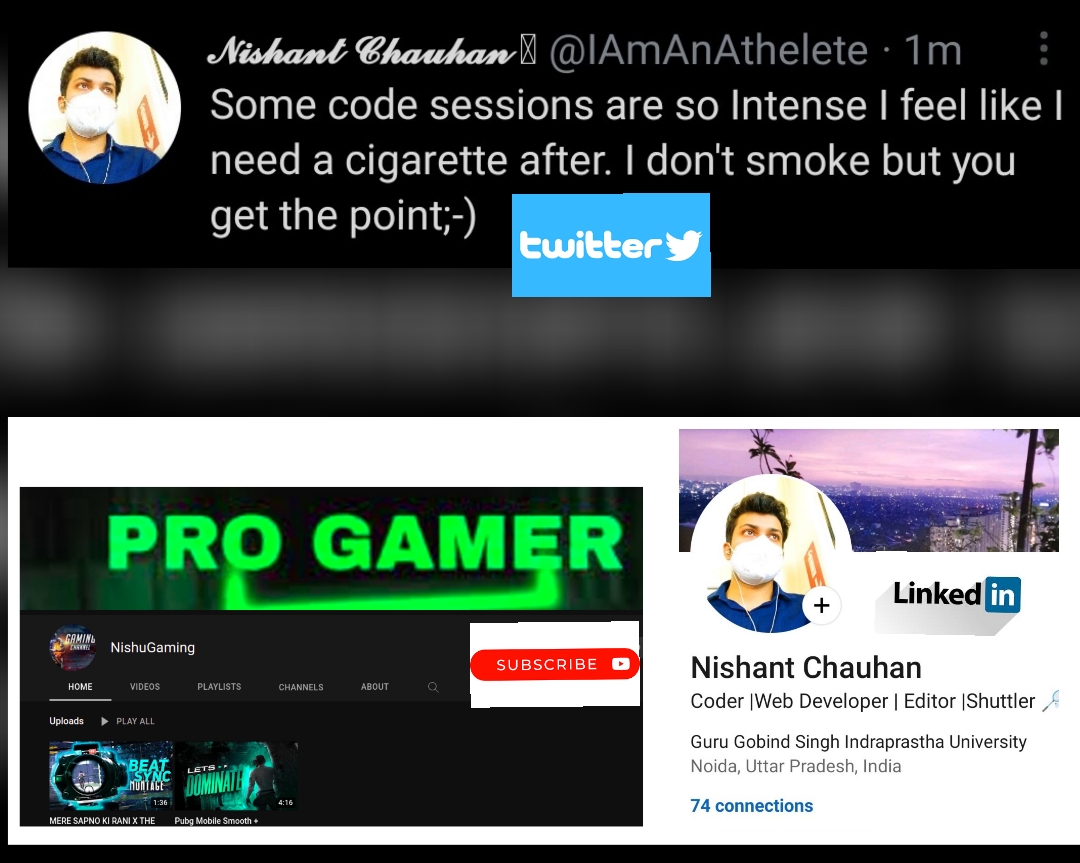 Nishant Chauhan @IAmAnAthelete · 1m
Some code sessions are so Intense I feel like I
need a cigarette after. I don't smoke but you
get the point;-)
twitter
PRO GAMER
GAMING
CHANNEL
NishuGaming
SUBSCRIBE
HOME VIDEOS PLAYLISTS CHANNELS ABOUT
Uploads PLAY ALL
BEAT
SYNC
MONTAGE
1:36
LETS
DOMINATE
4:16
MERE SAPNO KI RANI X THE
Pubg Mobile Smooth +
Linked in
Nishant Chauhan
Coder |Web Developer | Editor |Shuttler
Guru Gobind Singh Indraprastha University
Noida, Uttar Pradesh, India
74 connections